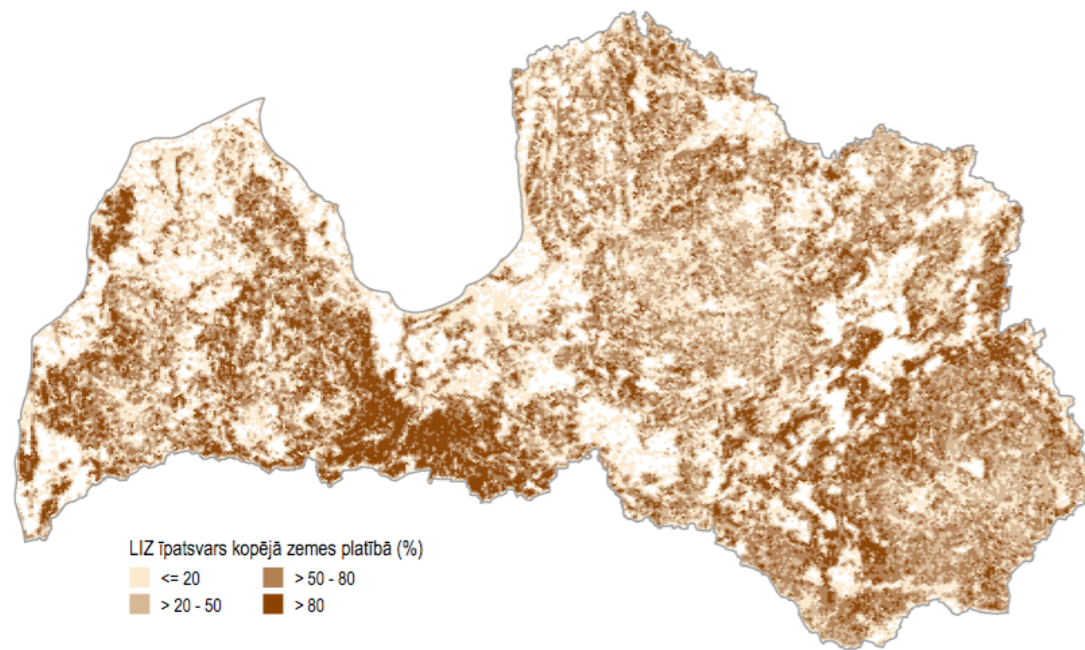 LIZ īpatsvars kopējā zemes platībā (%)
<= 20
> 50 - 80
> 20 - 50
> 80